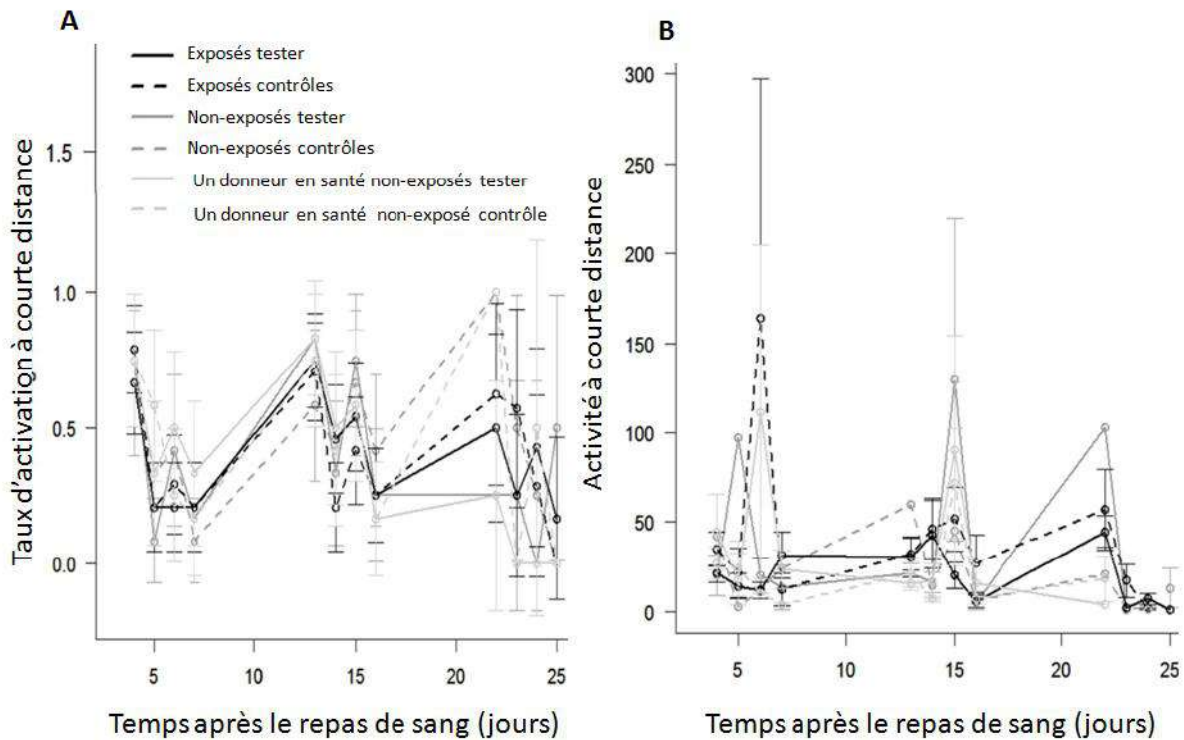 A
Exposés tester
Exposés contrôles
Non-exposés tester
Non-exposés contrôles
Un donneur en santé non-exposés tester
Un donneur en santé non-exposé contrôle
Taux d'activation à courte distance
1.5
1.0
0.5
0.0
5
10
15
20
25
Temps après le repas de sang (jours)
B
Activité à courte distance
300
250
200
150
100
50
0
5
10
15
20
25
Temps après le repas de sang (jours)